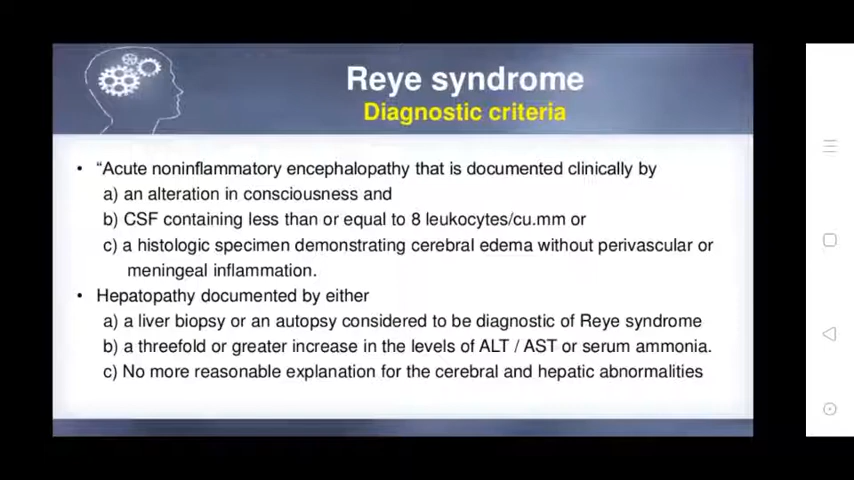 Reye syndrome
Diagnostic criteria
• “Acute noninflammatory encephalopathy that is documented clinically by
a) an alteration in consciousness and
b) CSF containing less than or equal to 8 leukocytes/cu.mm or
c) a histologic specimen demonstrating cerebral edema without perivascular or
meningeal inflammation.
• Hepatopathy documented by either
a) a liver biopsy or an autopsy considered to be diagnostic of Reye syndrome
b) a threefold or greater increase in the levels of ALT / AST or serum ammonia.
c) No more reasonable explanation for the cerebral and hepatic abnormalities